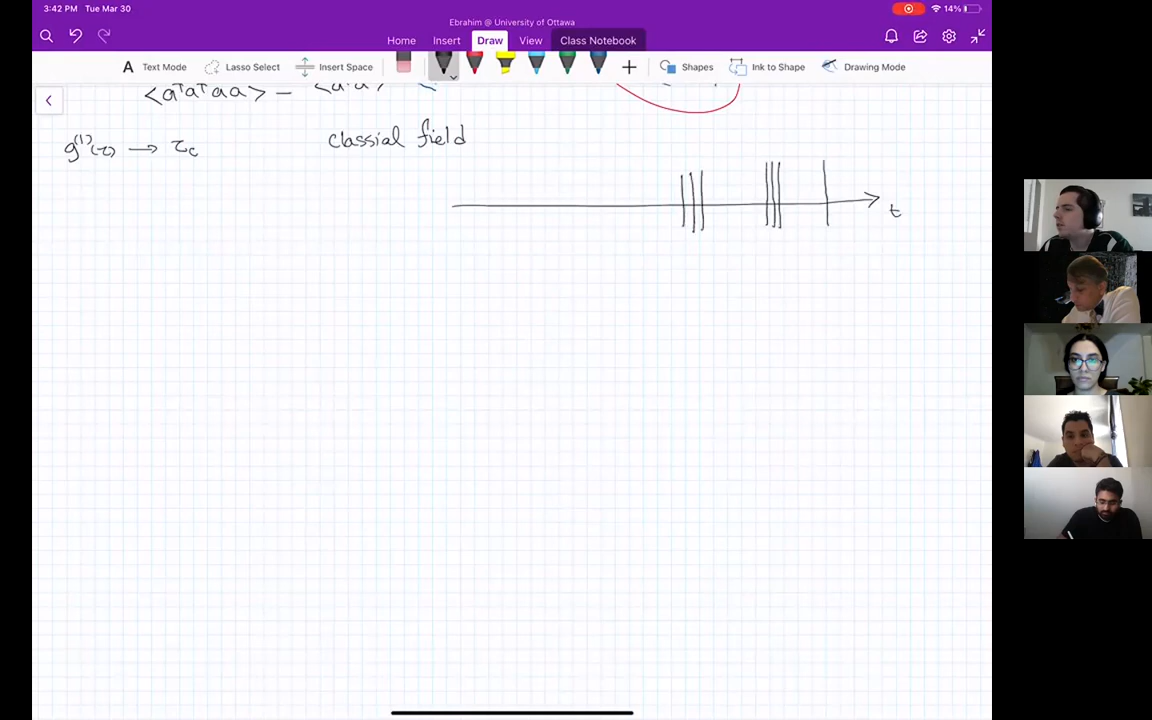 3:42 PM Tue Mar 30
14%
Ebrahim @ University of Ottawa
Home Insert Draw View Class Notebook
Text Mode Lasso Select Insert Space Shapes Ink to Shape Drawing Mode
<a†a†aa> −
classial field
g⁽¹⁾(τ) → τc
t